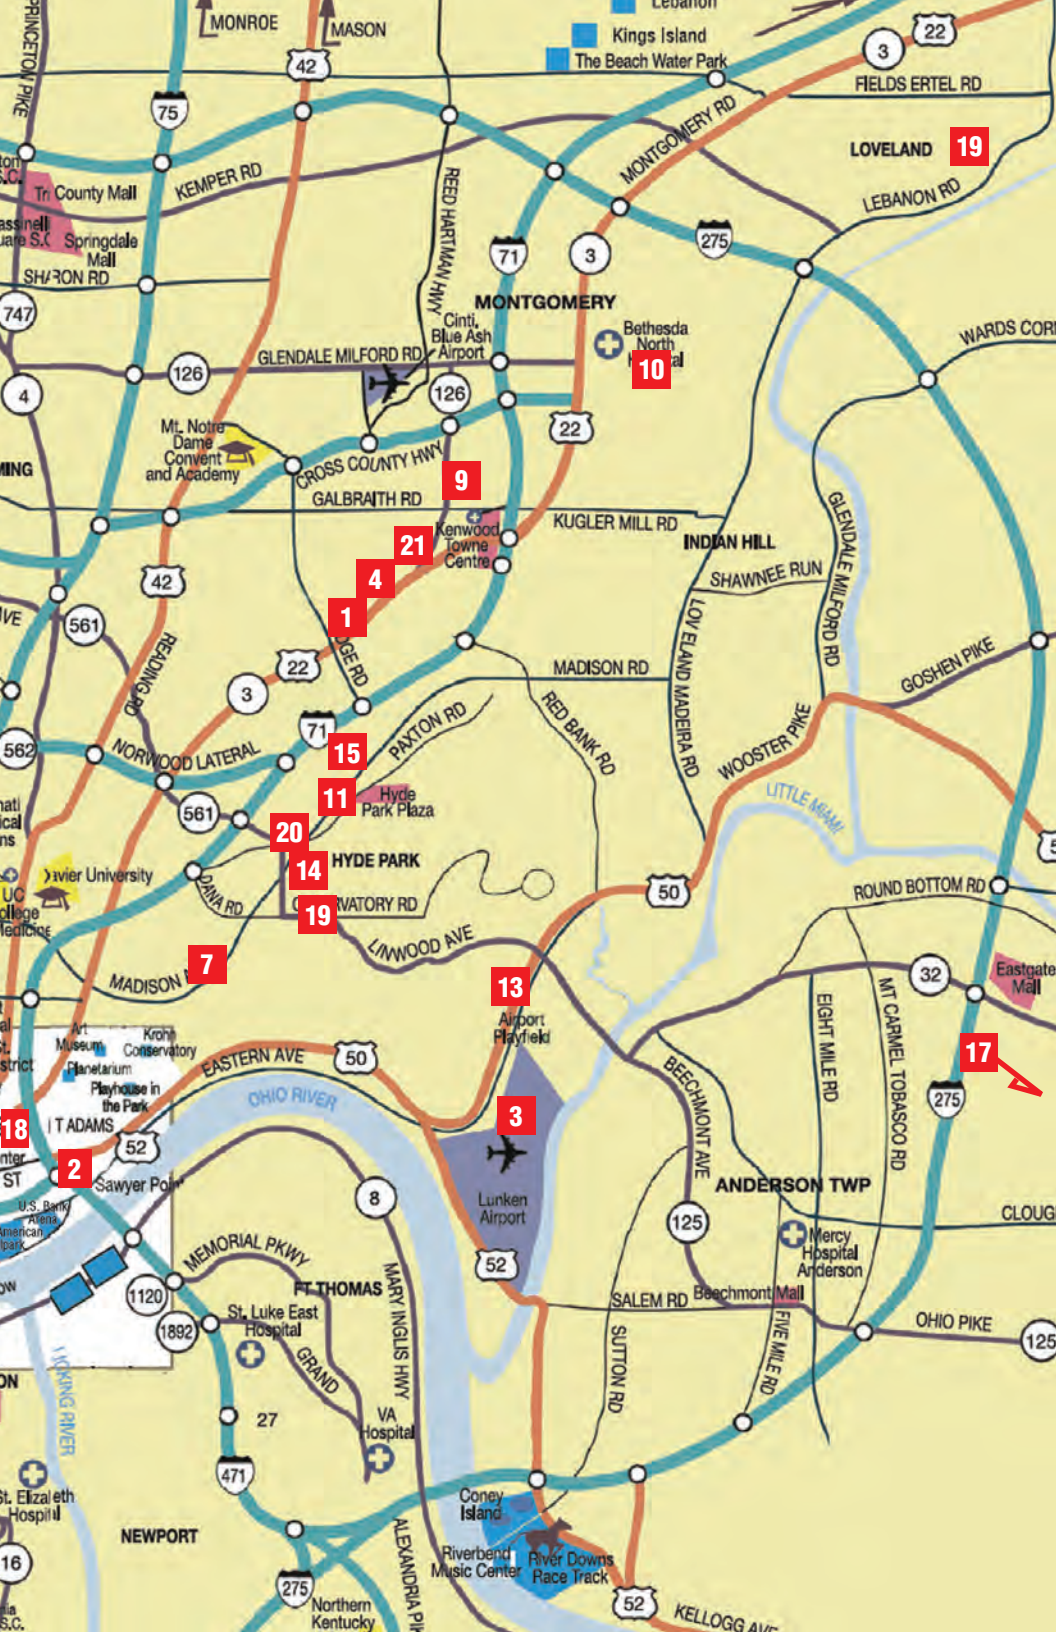 Lebanon
MONROE
MASON
Kings Island
The Beach Water Park
22
3
42
PRINCETON PIKE
75
FIELDS ERTEL RD
MONTGOMERY RD
LOVELAND
19
KEMPER RD
Tri County Mall
REED HARTMAN HWY
LEBANON RD
Springdale
Mall
71
275
3
SHARON RD
747
MONTGOMERY
Cinti.
Blue Ash
Airport
Bethesda
North
10
WARDS COR
GLENDALE MILFORD RD
126
126
4
22
Mt. Notre
Dame
Convent
and Academy
CROSS COUNTY HWY
9
GALBRAITH RD
KUGLER MILL RD
GLENDALE MILFORD RD
Kenwood
Towne
Centre
INDIAN HILL
21
4
42
SHAWNEE RUN
1
561
LOVELAND MADEIRA RD
READING RD
22
3
MADISON RD
GOSHEN PIKE
RED BANK RD
PAXTON RD
WOOSTER PIKE
71
562
NORWOOD LATERAL
15
11
Hyde
Park Plaza
LITTLE MIAMI
561
20
HYDE PARK
14
Xavier University
UC
DANA RD
19
50
ROUND BOTTOM RD
LINWOOD AVE
7
MADISON
32
Eastgate
Mall
13
Airport
Playfield
EIGHT MILE RD
MT CARMEL TOBASCO RD
Art
Museum
Krohn
Conservatory
Planetarium
Playhouse in
the Park
EASTERN AVE
50
17
OHIO RIVER
275
BEECHMONT AVE
3
18
T ADAMS
52
2
ST
Sawyer Point
U.S. Bank
Arena
American
Lunken
Airport
8
ANDERSON TWP
125
CLOUG
Mercy
Hospital
Anderson
52
MEMORIAL PKWY
1120
FT THOMAS
MARY INGLIS HWY
Beechmont Mall
SALEM RD
1892
St. Luke East
Hospital
OHIO PIKE
125
SUTTON RD
FIVE MILE RD
LICKING RIVER
GRAND
27
VA
Hospital
471
St. Elizabeth
Hospital
NEWPORT
Coney
Island
Riverbend
Music Center
River Downs
Race Track
ALEXANDRIA PIK
16
275
Northern
Kentucky
52
KELLOGG AVE